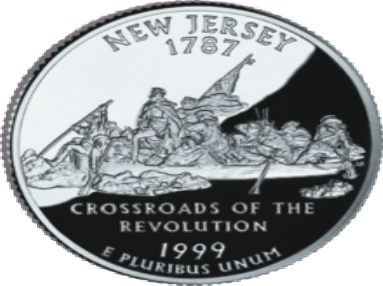 NEW JERSEY
1787
CROSSROADS OF THE
REVOLUTION
1999
E PLURIBUS UNUM